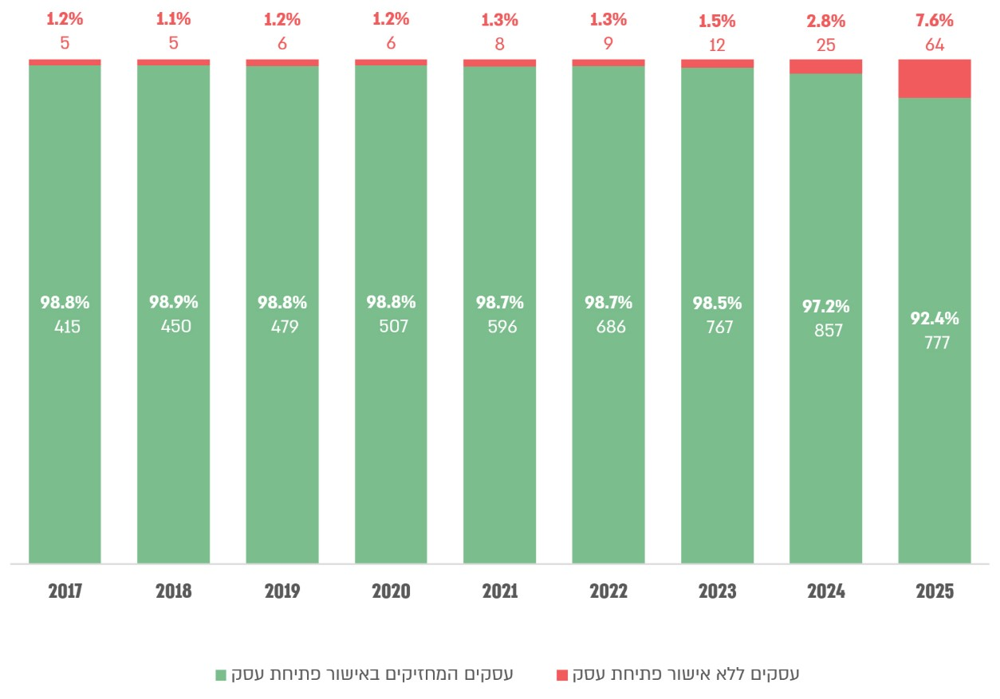 1.2% 1.1% 1.2% 1.2% 1.3% 1.3% 1.5% 2.8% 7.6%
5 5 6 6 8 9 12 25 64
98.8% 98.9% 98.8% 98.8% 98.7% 98.7% 98.5% 97.2% 92.4%
415 450 479 507 596 686 767 857 777
2017 2018 2019 2020 2021 2022 2023 2024 2025
עסקים ללא אישור פתיחת עסק
עסקים המחזיקים באישור פתיחת עסק